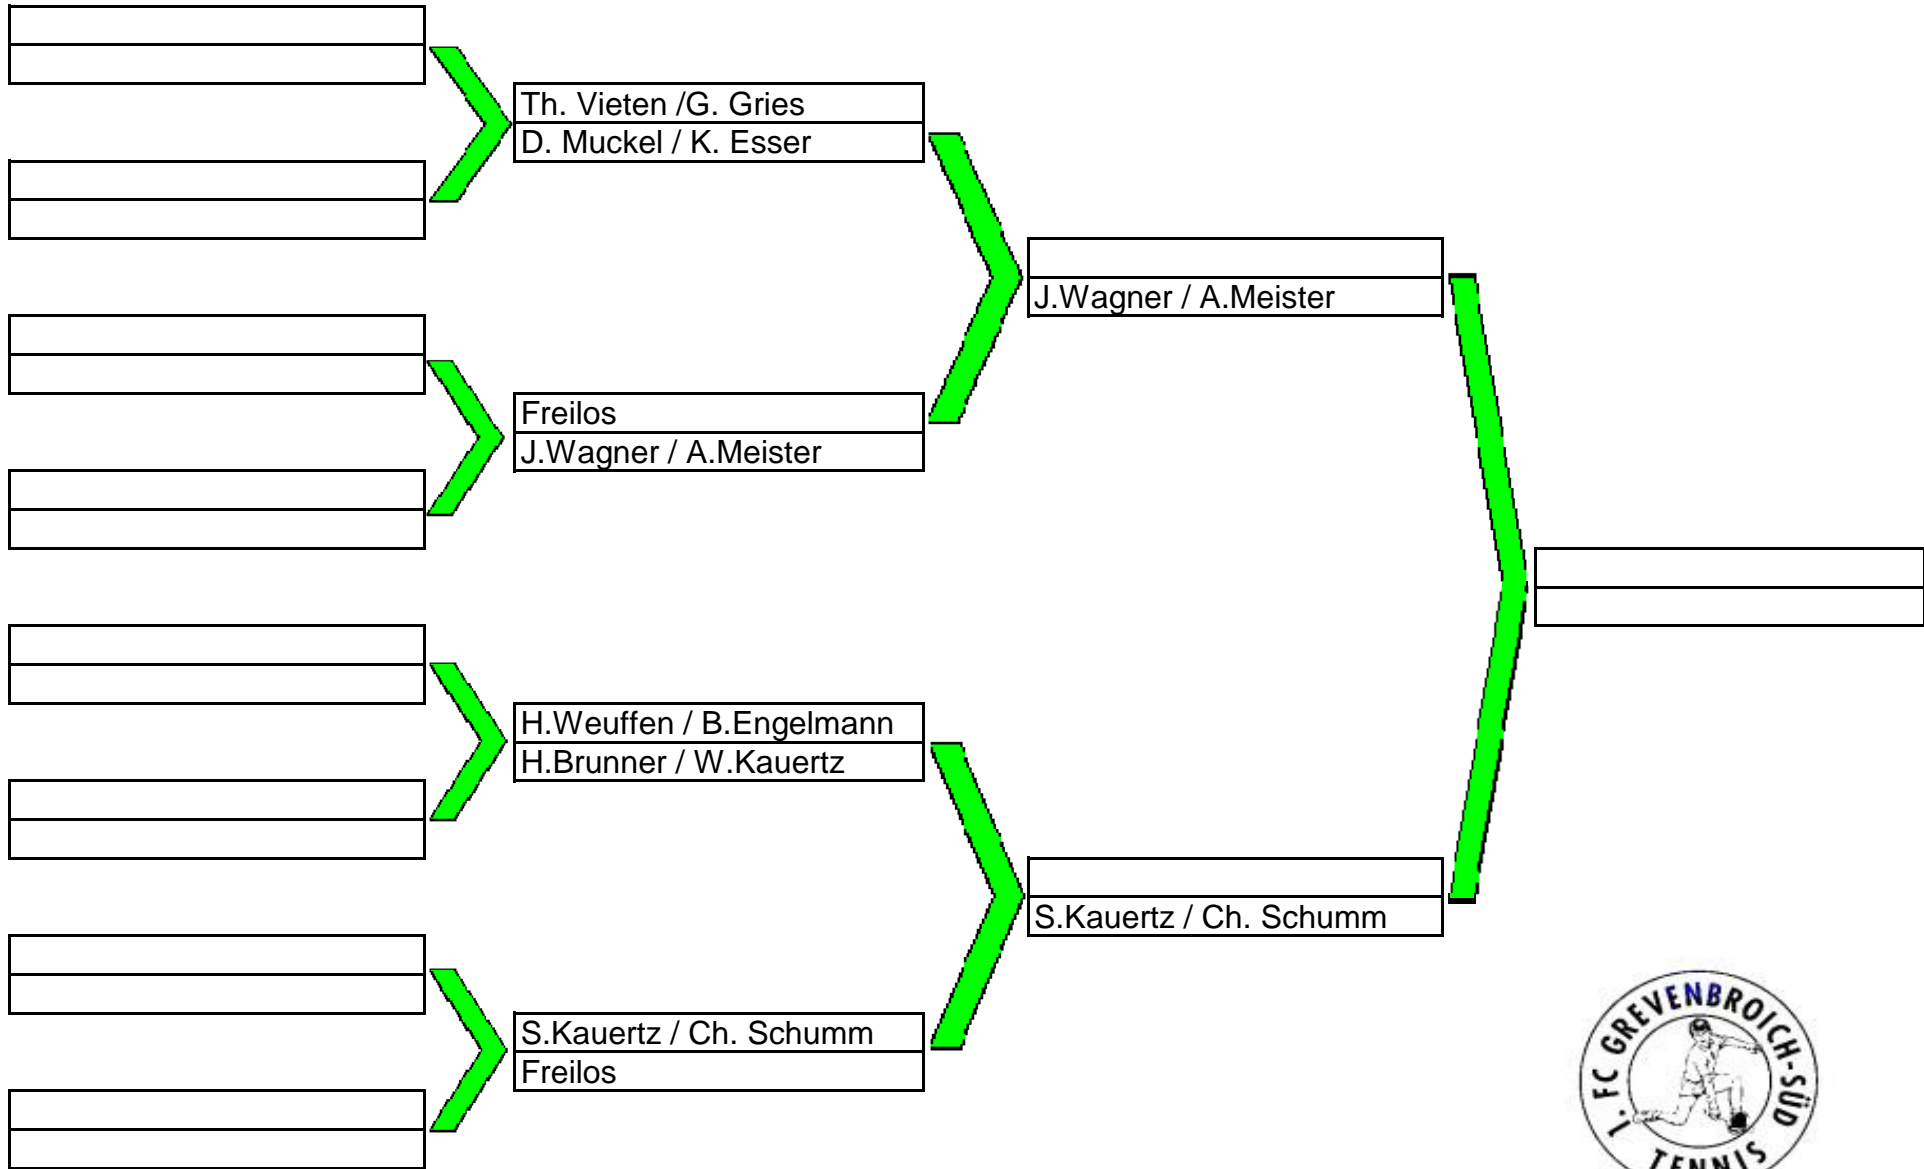 Th. Vieten /G. Gries
D. Muckel / K. Esser
J.Wagner / A.Meister
Freilos
J.Wagner / A.Meister
H.Weuffen / B.Engelmann
H.Brunner / W.Kauertz
S.Kauertz / Ch. Schumm
S.Kauertz / Ch. Schumm
Freilos
1. FC GREVENBROICH-SÜD
TENNIS